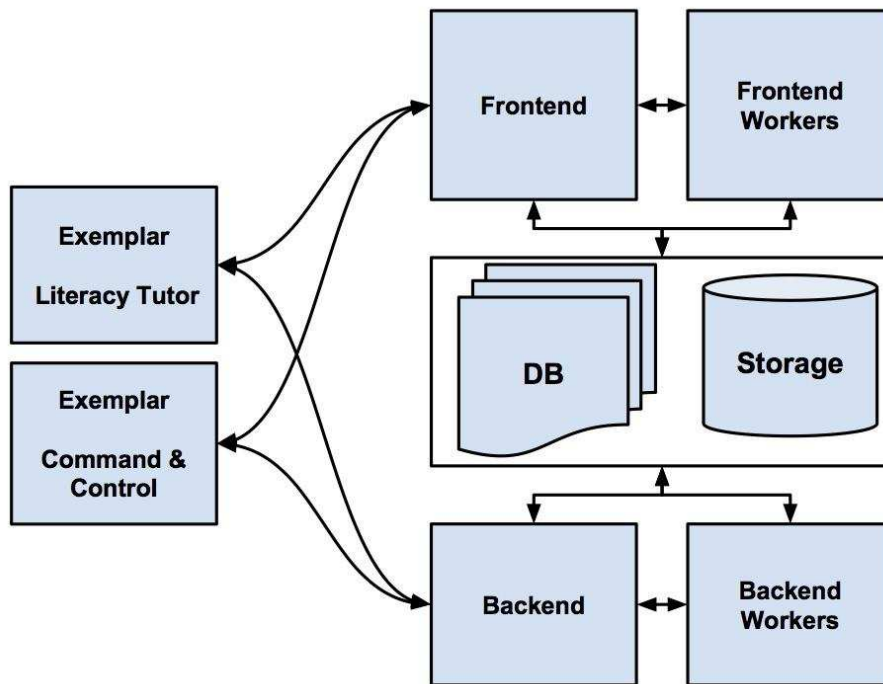 Frontend
Frontend
Workers
Exemplar
Literacy Tutor
Exemplar
Command &
Control
DB
Storage
Backend
Backend
Workers